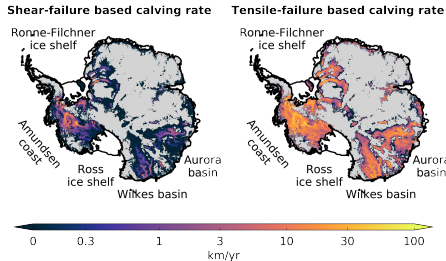 Shear-failure based calving rate
Tensile-failure based calving rate
Ronne-Filchner
ice shelf
Amundsen
coast
Ross
ice shelf
Wilkes basin
Aurora
basin
Ronne-Filchner
ice shelf
Amundsen
coast
Ross
ice shelf
Wilkes basin
Aurora
basin
0 0.3 1 3 10 30 100
km/yr